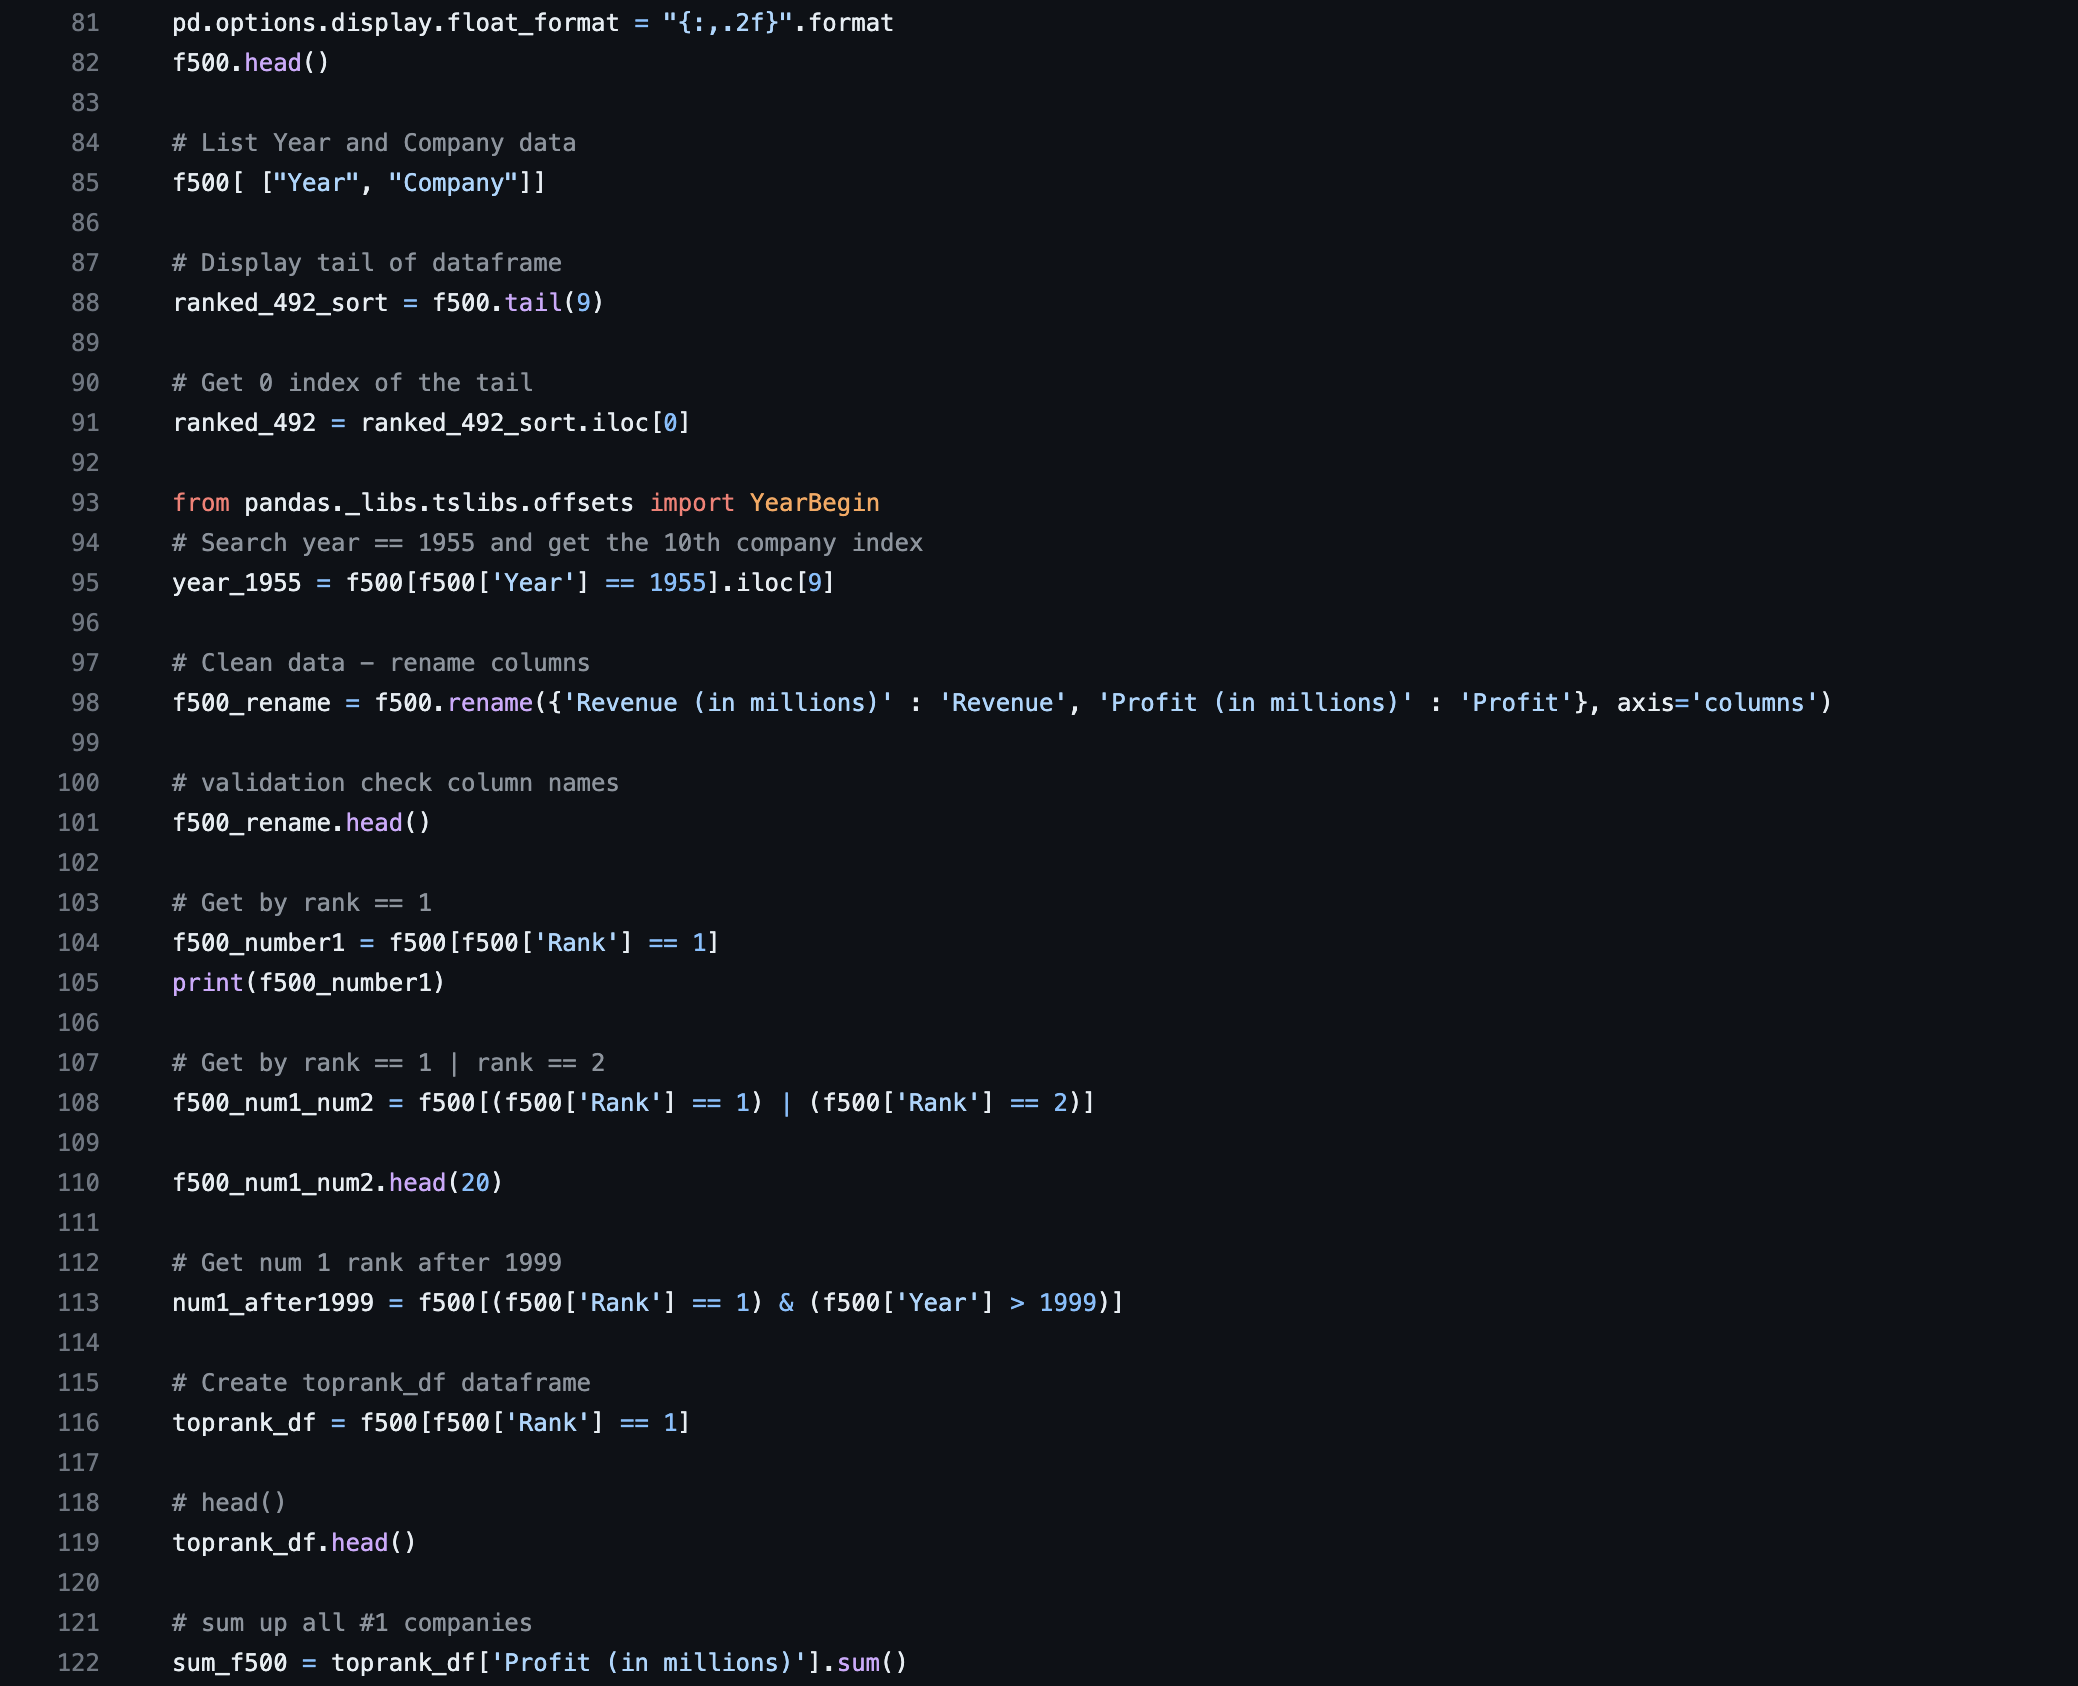 81 pd.options.display.float_format = "{:,.2f}".format
82 f500.head()
83
84 # List Year and Company data
85 f500[ ["Year", "Company"]]
86
87 # Display tail of dataframe
88 ranked_492_sort = f500.tail(9)
89
90 # Get 0 index of the tail
91 ranked_492 = ranked_492_sort.iloc[0]
92
93 from pandas._libs.tslibs.offsets import YearBegin
94 # Search year == 1955 and get the 10th company index
95 year_1955 = f500[f500['Year'] == 1955].iloc[9]
96
97 # Clean data – rename columns
98 f500_rename = f500.rename({'Revenue (in millions)' : 'Revenue', 'Profit (in millions)' : 'Profit'}, axis='columns')
99
100 # validation check column names
101 f500_rename.head()
102
103 # Get by rank == 1
104 f500_number1 = f500[f500['Rank'] == 1]
105 print(f500_number1)
106
107 # Get by rank == 1 | rank == 2
108 f500_num1_num2 = f500[(f500['Rank'] == 1) | (f500['Rank'] == 2)]
109
110 f500_num1_num2.head(20)
111
112 # Get num 1 rank after 1999
113 num1_after1999 = f500[(f500['Rank'] == 1) & (f500['Year'] > 1999)]
114
115 # Create toprank_df dataframe
116 toprank_df = f500[f500['Rank'] == 1]
117
118 # head()
119 toprank_df.head()
120
121 # sum up all #1 companies
122 sum_f500 = toprank_df['Profit (in millions)'].sum()